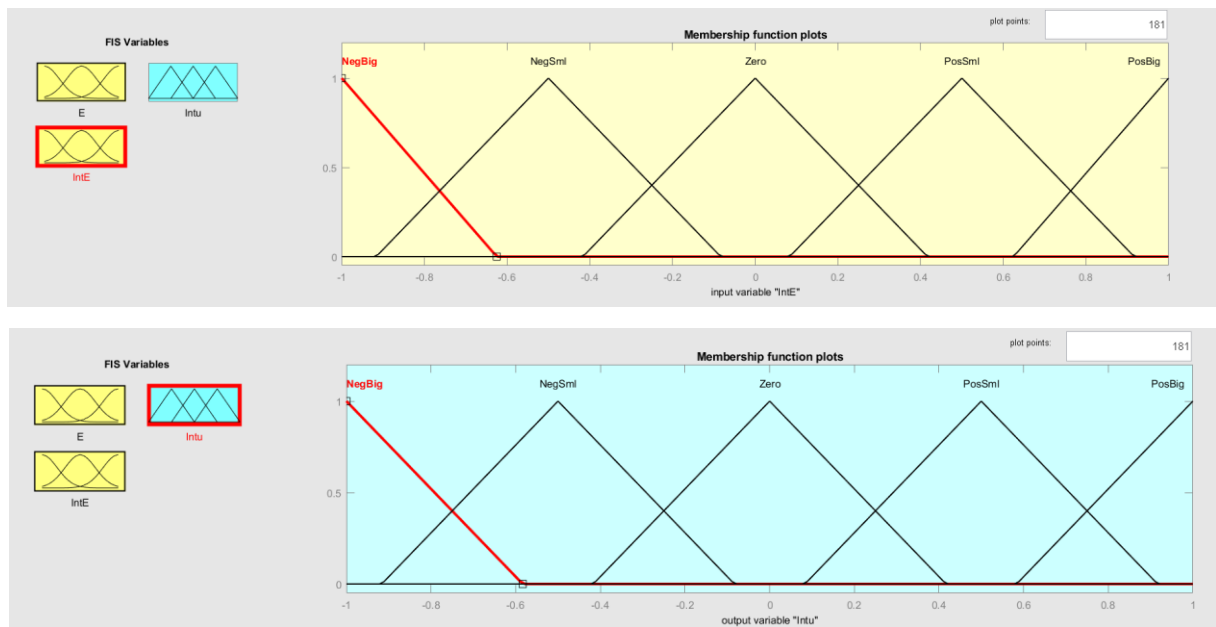 plot points: 181
FIS Variables
Membership function plots
NegBig NegSml Zero PosSml PosBig
E Intu
IntE
1
0.5
0
-1 -0.8 -0.6 -0.4 -0.2 0 0.2 0.4 0.6 0.8 1
input variable "IntE"
plot points: 181
FIS Variables
Membership function plots
NegBig NegSml Zero PosSml PosBig
E Intu
IntE
1
0.5
0
-1 -0.8 -0.6 -0.4 -0.2 0 0.2 0.4 0.6 0.8 1
output variable "Intu"